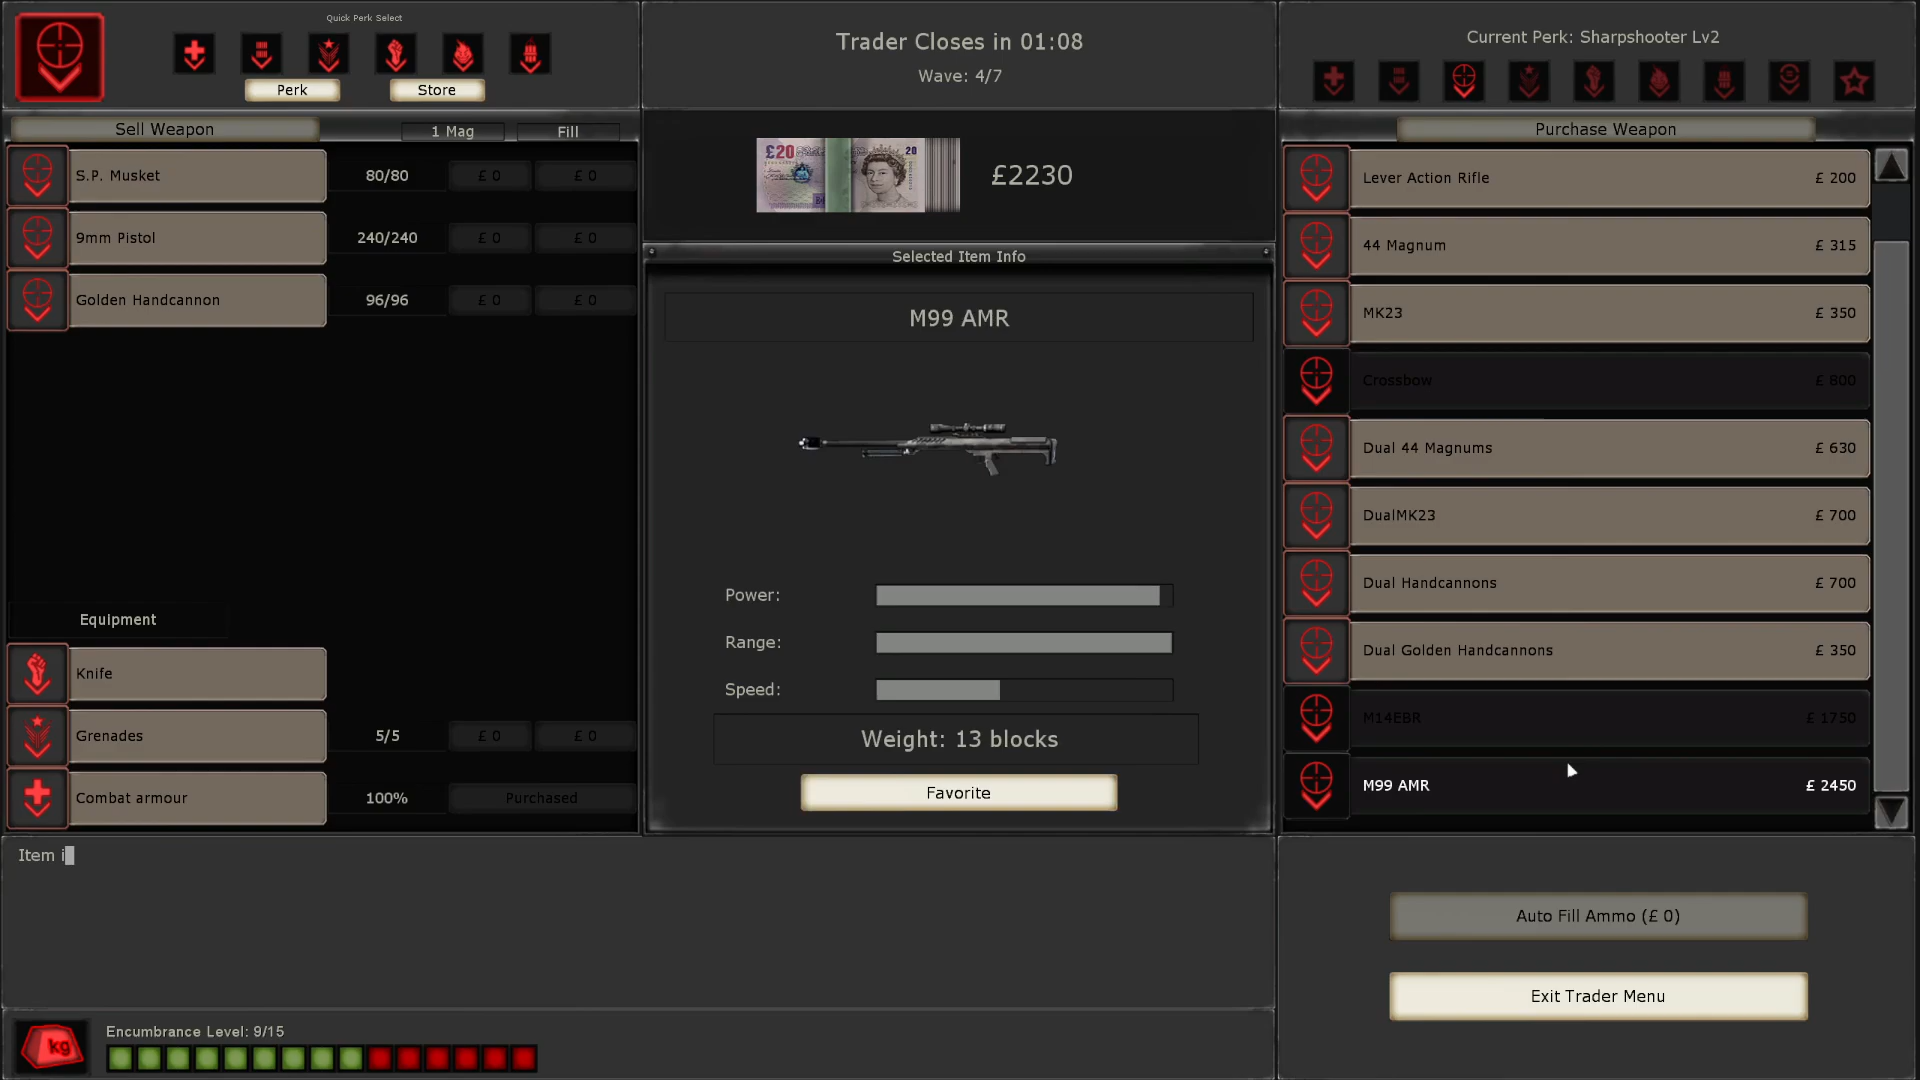 Quick Perk Select
Perk
Store
Trader Closes in 01:08
Wave: 4/7
Current Perk: Sharpshooter Lv2
Sell Weapon
1 Mag
Fill
S.P. Musket 80/80 £ 0 £ 0
9mm Pistol 240/240 £ 0 £ 0
Golden Handcannon 96/96 £ 0 £ 0
Equipment
Knife
Grenades 5/5 £ 0 £ 0
Combat armour 100% Purchased
£20 20
£2230
Selected Item Info
M99 AMR
Power:
Range:
Speed:
Weight: 13 blocks
Favorite
Purchase Weapon
Lever Action Rifle £ 200
44 Magnum £ 315
MK23 £ 350
Crossbow £ 800
Dual 44 Magnums £ 630
DualMK23 £ 700
Dual Handcannons £ 700
Dual Golden Handcannons £ 350
M14EBR £ 1750
M99 AMR £ 2450
Item i
Auto Fill Ammo (£ 0)
Exit Trader Menu
kg
Encumbrance Level: 9/15